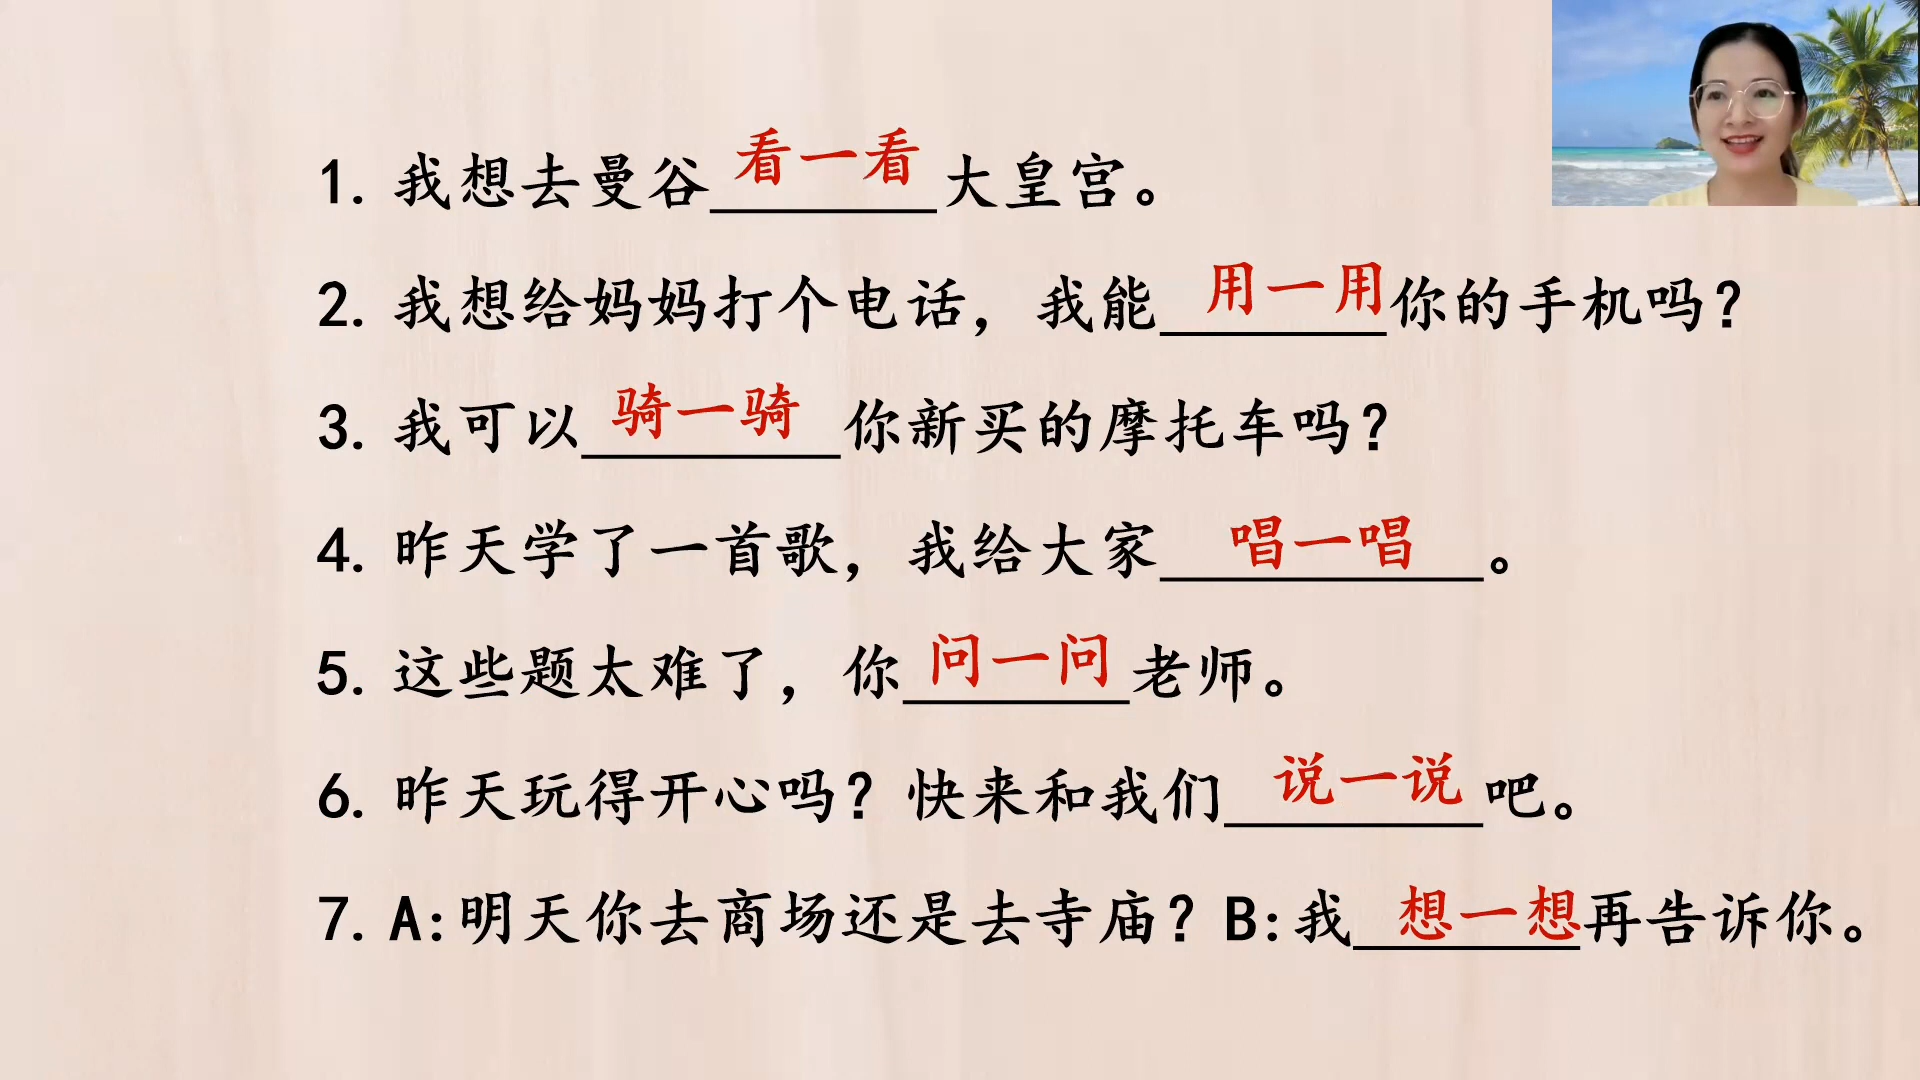 1. 我想去曼谷看一看大皇宫。
2. 我想给妈妈打个电话，我能用一用你的手机吗？
3. 我可以骑一骑你新买的摩托车吗？
4. 昨天学了一首歌，我给大家唱一唱。
5. 这些题太难了，你问一问老师。
6. 昨天玩得开心吗？快来和我们说一说吧。
7. A:明天你去商场还是去寺庙？B:我想一想再告诉你。